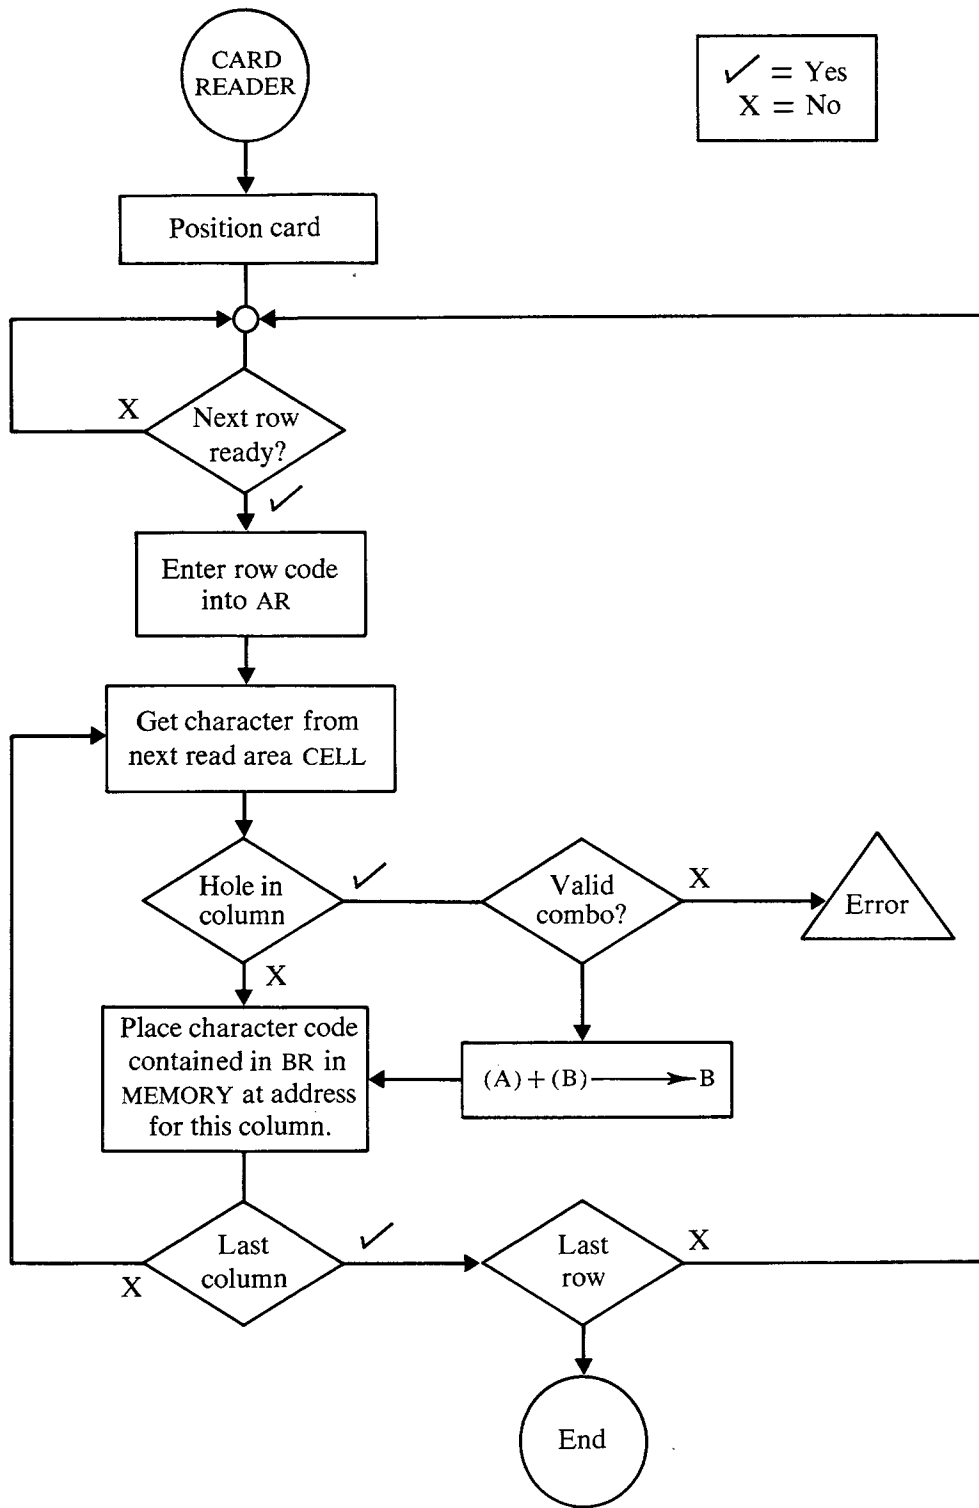 CARD
READER
✓ = Yes
X = No
Position card
X
Next row
ready?
✓
Enter row code
into AR
Get character from
next read area CELL
Hole in
column
✓
Valid
combo?
X
Error
X
Place character code
contained in BR in
MEMORY at address
for this column.
(A) + (B) → B
Last
column
X
✓
Last
row
X
End